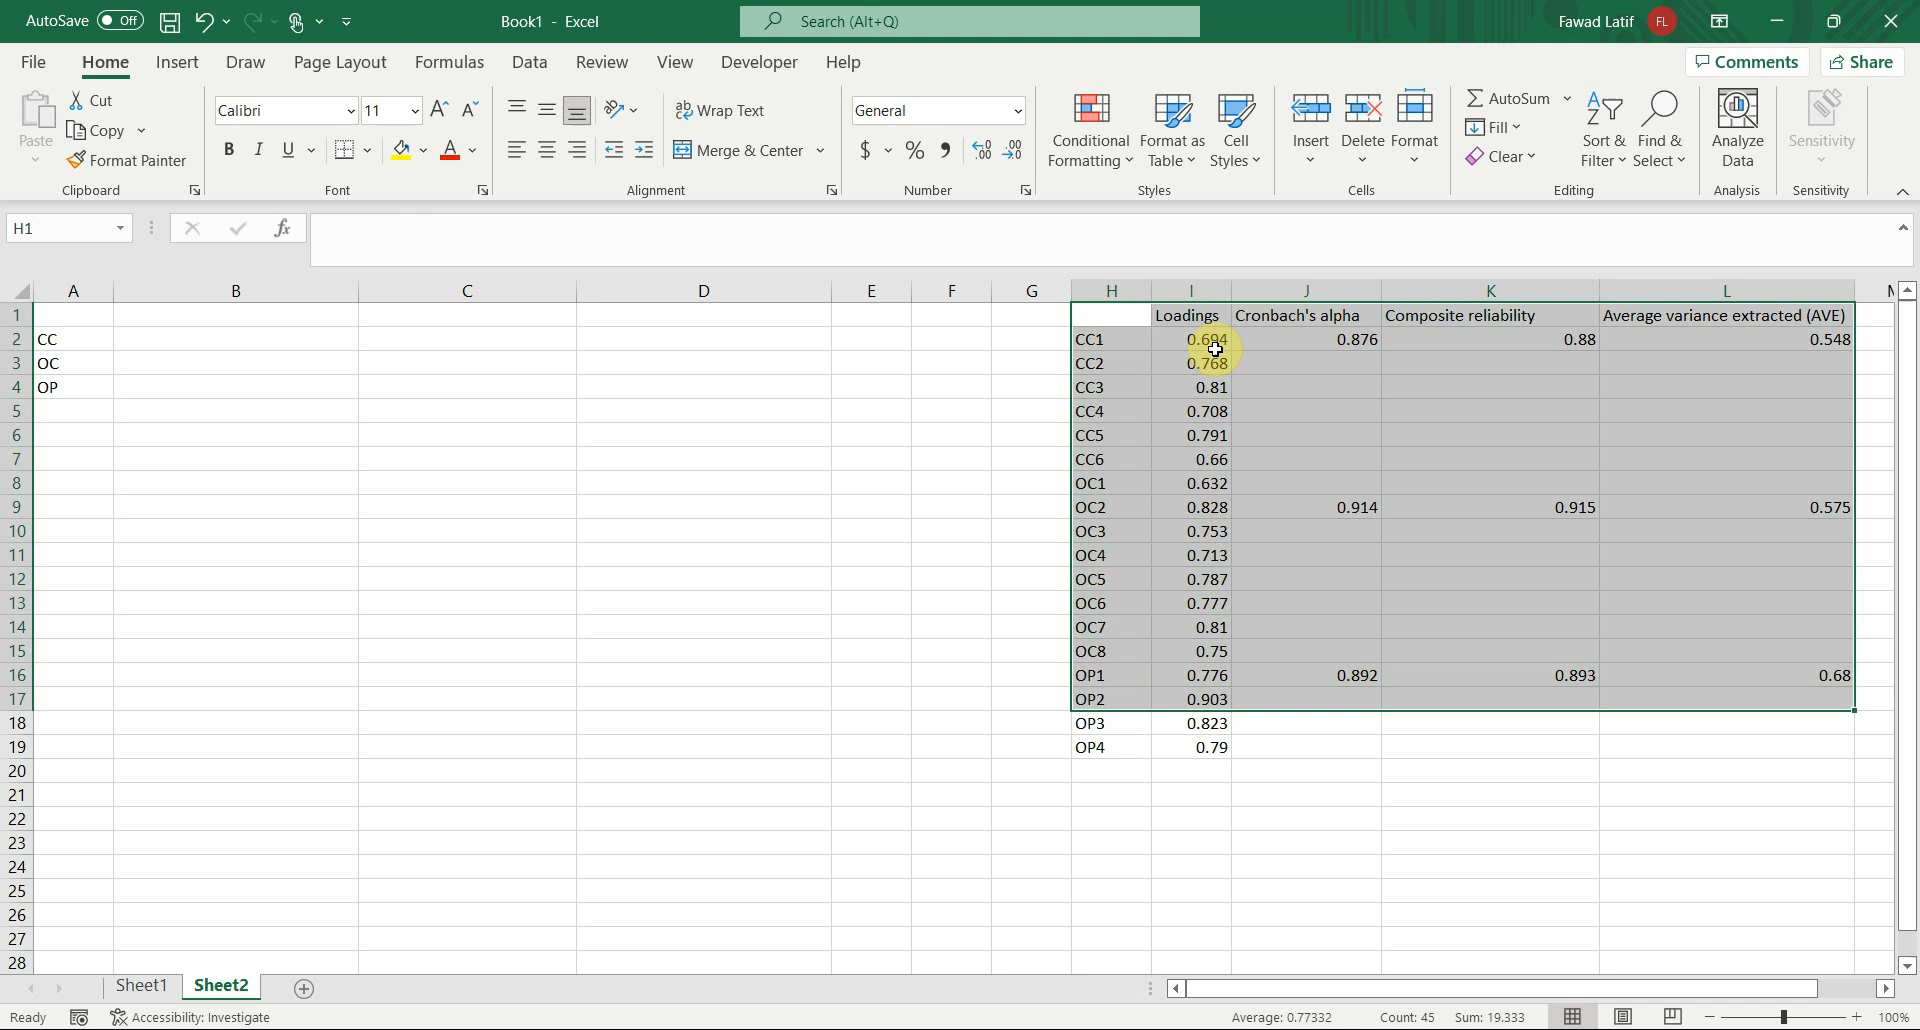 AutoSave Off Book1 - Excel Search (Alt+Q) Fawad Latif FL
File Home Insert Draw Page Layout Formulas Data Review View Developer Help Comments Share
Paste Cut Copy Format Painter
Clipboard
Calibri 11
B I U A
Font
Wrap Text
Merge & Center
Alignment
General
$ % 9
Number
Conditional Formatting Format as Table Cell Styles
Styles
Insert Delete Format
Cells
AutoSum
Fill
Clear
Sort & Filter Find & Select
Editing
Analyze Data
Analysis
Sensitivity
Sensitivity
H1 fx
A B C D E F G H I J K L
1 Loadings Cronbach's alpha Composite reliability Average variance extracted (AVE)
2 CC CC1 0.694 0.876 0.88 0.548
3 OC CC2 0.768
4 OP CC3 0.81
5 CC4 0.708
6 CC5 0.791
7 CC6 0.66
8 OC1 0.632
9 OC2 0.828 0.914 0.915 0.575
10 OC3 0.753
11 OC4 0.713
12 OC5 0.787
13 OC6 0.777
14 OC7 0.81
15 OC8 0.75
16 OP1 0.776 0.892 0.893 0.68
17 OP2 0.903
18 OP3 0.823
19 OP4 0.79
20
21
22
23
24
25
26
27
28
Sheet1 Sheet2
Ready Accessibility: Investigate Average: 0.77332 Count: 45 Sum: 19.333 100%